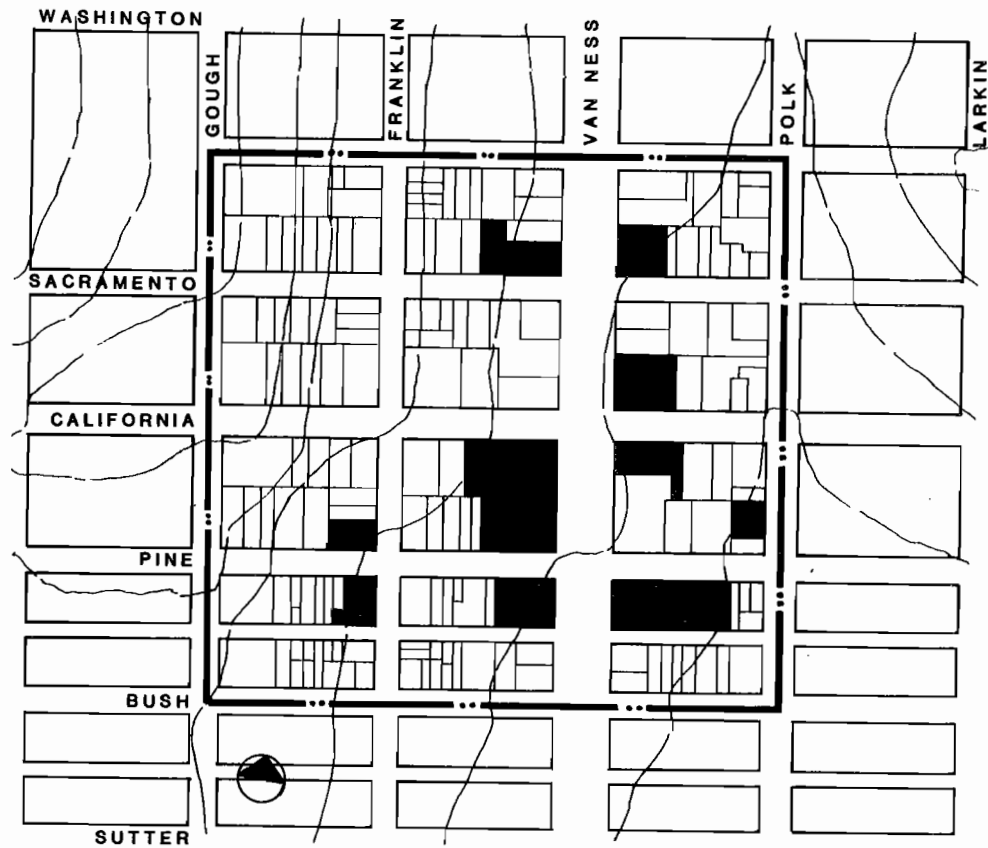 WASHINGTON
GOUGH
FRANKLIN
VAN NESS
POLK
LARKIN
SACRAMENTO
CALIFORNIA
PINE
BUSH
SUTTER